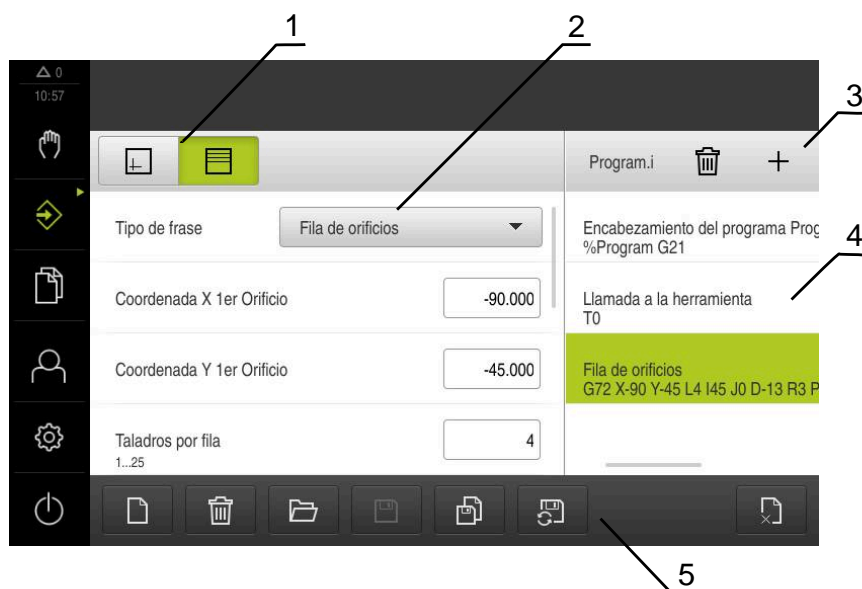 1
2
3
4
5
0
10:57
Program.i
Tipo de frase
Fila de orificios
Coordenada X 1er Orificio
-90.000
Coordenada Y 1er Orificio
-45.000
Taladros por fila
1...25
4
Encabezamiento del programa Prog
%Program G21
Llamada a la herramienta
T0
Fila de orificios
G72 X-90 Y-45 L4 I45 J0 D-13 R3 P